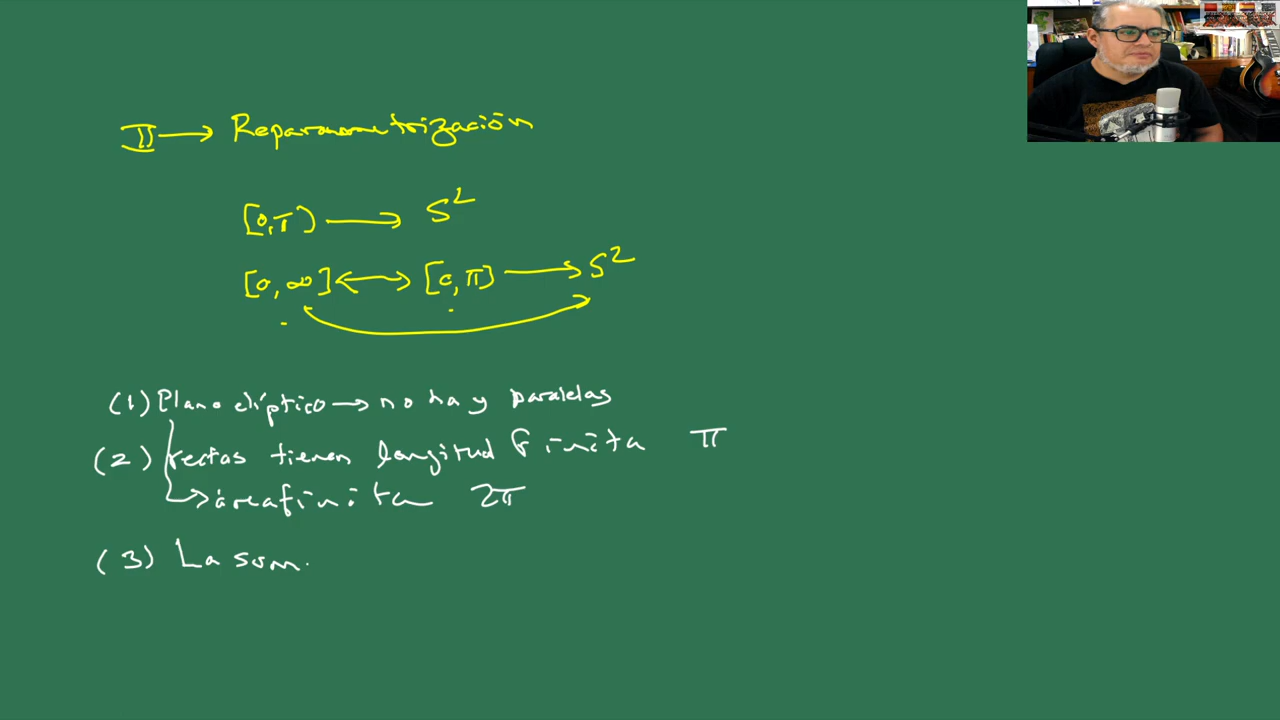 II → Reparametrización
[0,π) → S²
[0,∞] ↔ [0,π) → S²
(1) Plano elíptico → no hay paralelas
(2) rectas tienen longitud finita π
→ área finita 2π
(3) La som